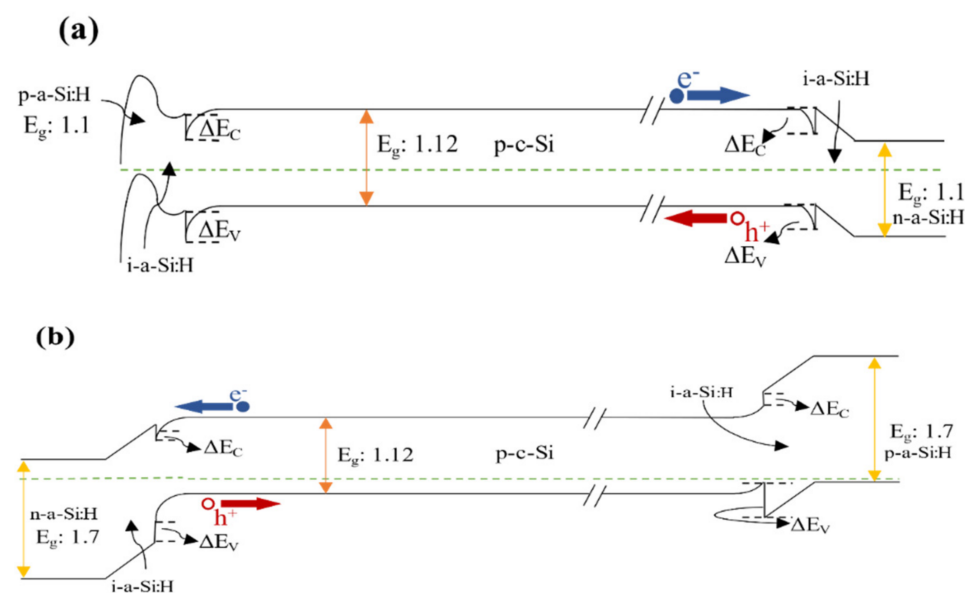 (a)
p-a-Si:H
Eg: 1.1
ΔEC
Eg: 1.12
p-c-Si
e-
i-a-Si:H
ΔEC
Eg: 1.1
n-a-Si:H
ΔEV
i-a-Si:H
h+
ΔEV
(b)
e-
i-a-Si:H
ΔEC
ΔEC
Eg: 1.12
p-c-Si
Eg: 1.7
p-a-Si:H
n-a-Si:H
Eg: 1.7
h+
ΔEV
ΔEV
i-a-Si:H